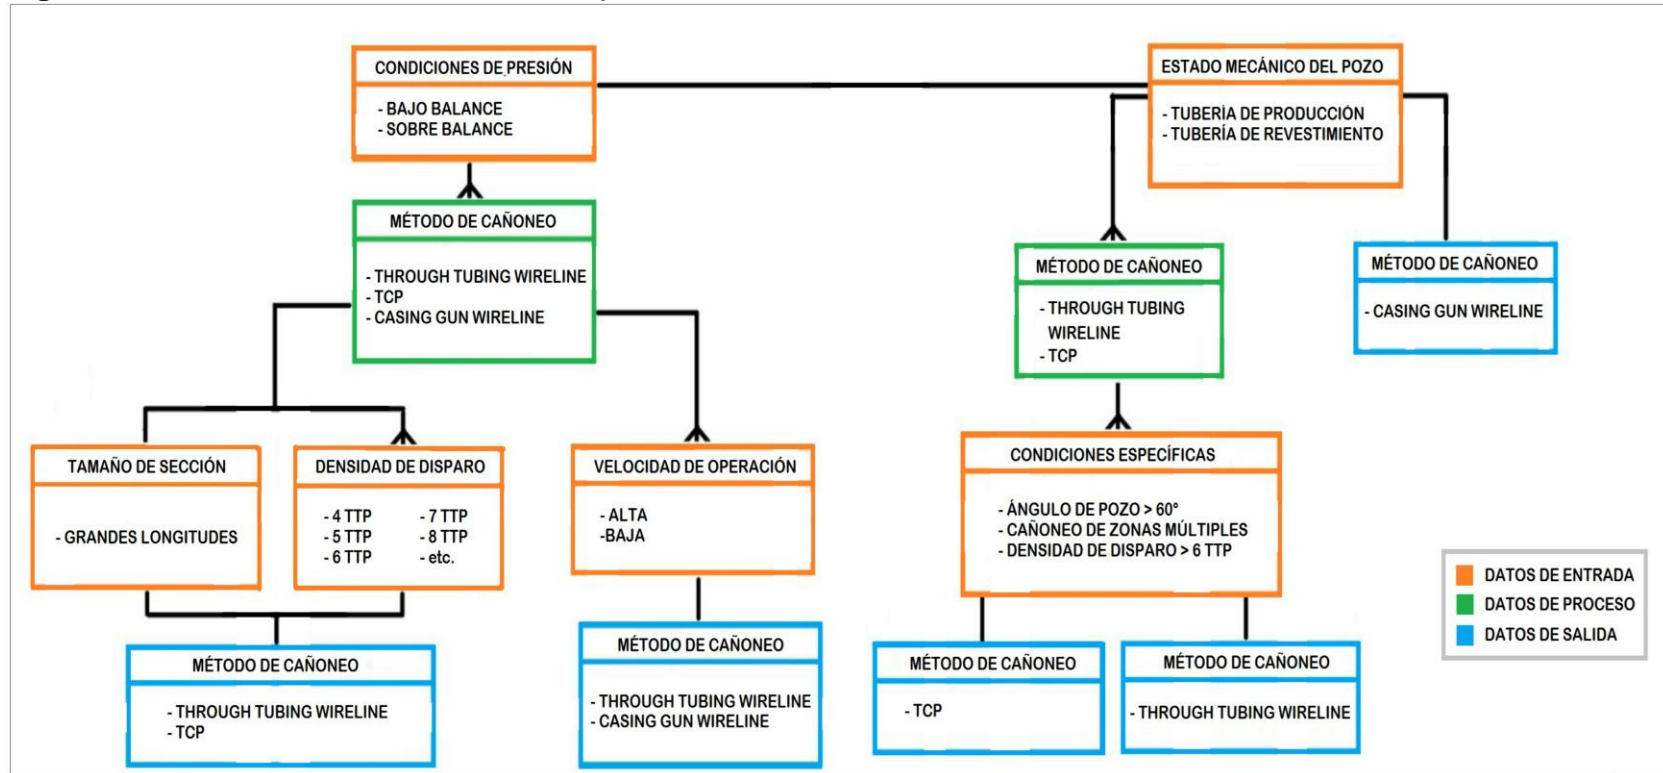 CONDICIONES DE PRESIÓN
- BAJO BALANCE
- SOBRE BALANCE
ESTADO MECÁNICO DEL POZO
- TUBERÍA DE PRODUCCIÓN
- TUBERÍA DE REVESTIMIENTO
MÉTODO DE CAÑONEO
- THROUGH TUBING WIRELINE
- TCP
- CASING GUN WIRELINE
MÉTODO DE CAÑONEO
- THROUGH TUBING
WIRELINE
- TCP
MÉTODO DE CAÑONEO
- CASING GUN WIRELINE
TAMAÑO DE SECCIÓN
- GRANDES LONGITUDES
DENSIDAD DE DISPARO
- 4 TTP - 7 TTP
- 5 TTP - 8 TTP
- 6 TTP - etc.
VELOCIDAD DE OPERACIÓN
- ALTA
-BAJA
CONDICIONES ESPECÍFICAS
- ÁNGULO DE POZO > 60°
- CAÑONEO DE ZONAS MÚLTIPLES
- DENSIDAD DE DISPARO > 6 TTP
DATOS DE ENTRADA
DATOS DE PROCESO
DATOS DE SALIDA
MÉTODO DE CAÑONEO
- THROUGH TUBING WIRELINE
- TCP
MÉTODO DE CAÑONEO
- THROUGH TUBING WIRELINE
- CASING GUN WIRELINE
MÉTODO DE CAÑONEO
- TCP
MÉTODO DE CAÑONEO
- THROUGH TUBING WIRELINE